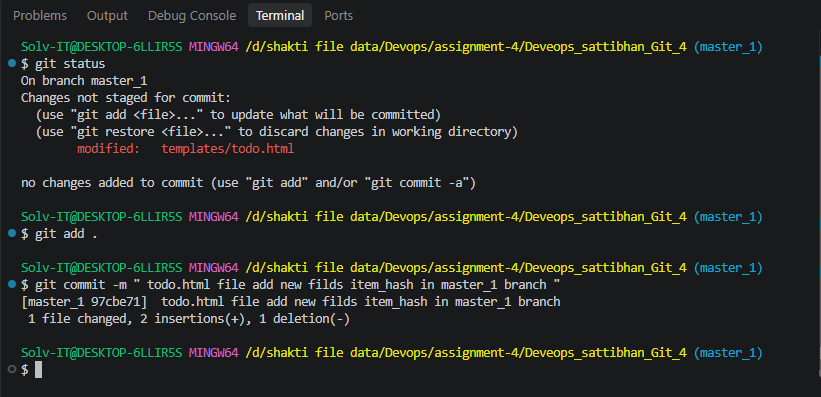 Problems Output Debug Console Terminal Ports
Solv-IT@DESKTOP-6LLIR5S MINGW64 /d/shakti file data/Devops/assignment-4/Deveops_sattibhan_Git_4 (master_1)
$ git status
On branch master_1
Changes not staged for commit:
(use "git add <file>..." to update what will be committed)
(use "git restore <file>..." to discard changes in working directory)
modified: templates/todo.html
no changes added to commit (use "git add" and/or "git commit -a")
Solv-IT@DESKTOP-6LLIR5S MINGW64 /d/shakti file data/Devops/assignment-4/Deveops_sattibhan_Git_4 (master_1)
$ git add .
Solv-IT@DESKTOP-6LLIR5S MINGW64 /d/shakti file data/Devops/assignment-4/Deveops_sattibhan_Git_4 (master_1)
$ git commit -m " todo.html file add new filds item_hash in master_1 branch "
[master_1 97cbe71]  todo.html file add new filds item_hash in master_1 branch
1 file changed, 2 insertions(+), 1 deletion(-)
Solv-IT@DESKTOP-6LLIR5S MINGW64 /d/shakti file data/Devops/assignment-4/Deveops_sattibhan_Git_4 (master_1)
$